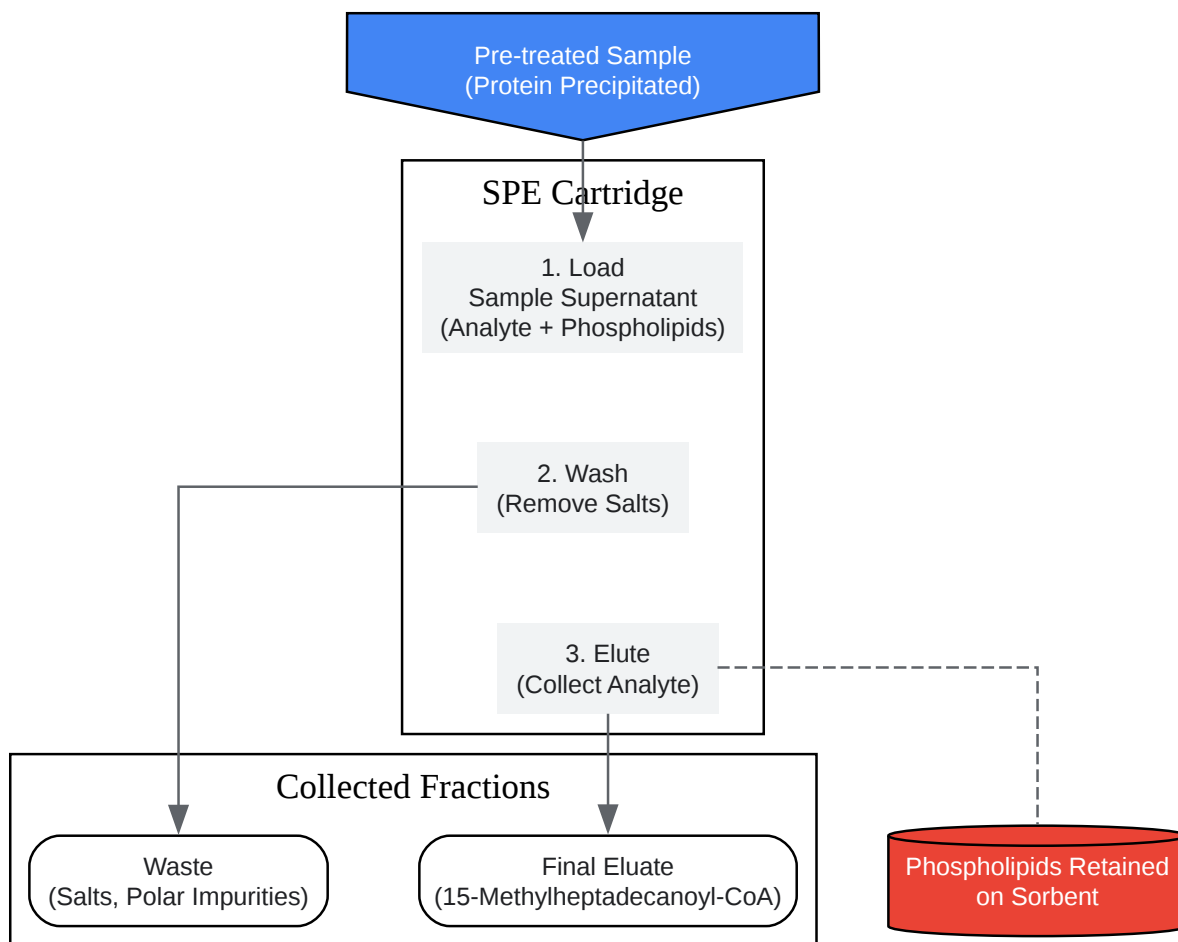 Pre-treated Sample
(Protein Precipitated)
SPE Cartridge
1. Load
Sample Supernatant
(Analyte + Phospholipids)
2. Wash
(Remove Salts)
3. Elute
(Collect Analyte)
Collected Fractions
Waste
(Salts, Polar Impurities)
Final Eluate
(15-Methylheptadecanoyl-CoA)
Phospholipids Retained
on Sorbent